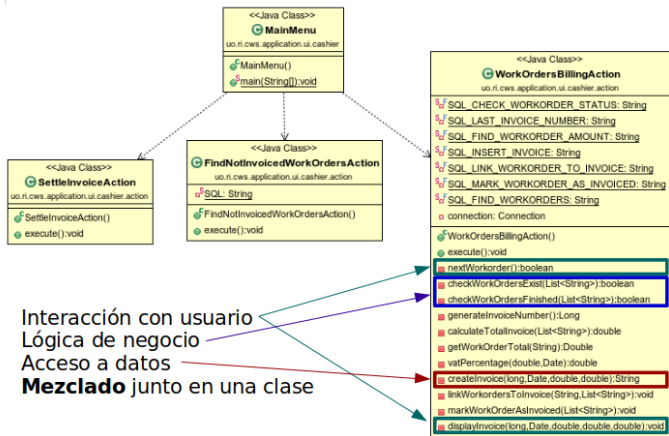 <<Java Class>>
MainMenu
uo.ri.cws.application.ui.cashier
MainMenu()
main(String[]):void
<<Java Class>>
SettleInvoiceAction
uo.ri.cws.application.ui.cashier.action
SettleInvoiceAction()
execute():void
<<Java Class>>
FindNotInvoicedWorkOrdersAction
uo.ri.cws.application.ui.cashier.action
SQL: String
FindNotInvoicedWorkOrdersAction()
execute():void
<<Java Class>>
WorkOrdersBillingAction
uo.ri.cws.application.ui.cashier.action
SQL_CHECK_WORKORDER_STATUS: String
SQL_LAST_INVOICE_NUMBER: String
SQL_FIND_WORKORDER_AMOUNT: String
SQL_INSERT_INVOICE: String
SQL_LINK_WORKORDER_TO_INVOICE: String
SQL_MARK_WORKORDER_AS_INVOICED: String
SQL_FIND_WORKORDERS: String
connection: Connection
WorkOrdersBillingAction()
execute():void
nextWorkorder():boolean
checkWorkOrdersExist(List<String>):boolean
checkWorkOrdersFinished(List<String>):boolean
generateInvoiceNumber():Long
calculateTotalInvoice(List<String>):double
getWorkOrderTotal(String):Double
vatPercentage(double,Date):double
createInvoice(long,Date,double,double):String
linkWorkordersToInvoice(String,List<String>):void
markWorkOrderAsInvoiced(List<String>):void
displayInvoice(long,Date,double,double,double):void
Interacción con usuario
Lógica de negocio
Acceso a datos
Mezclado junto en una clase